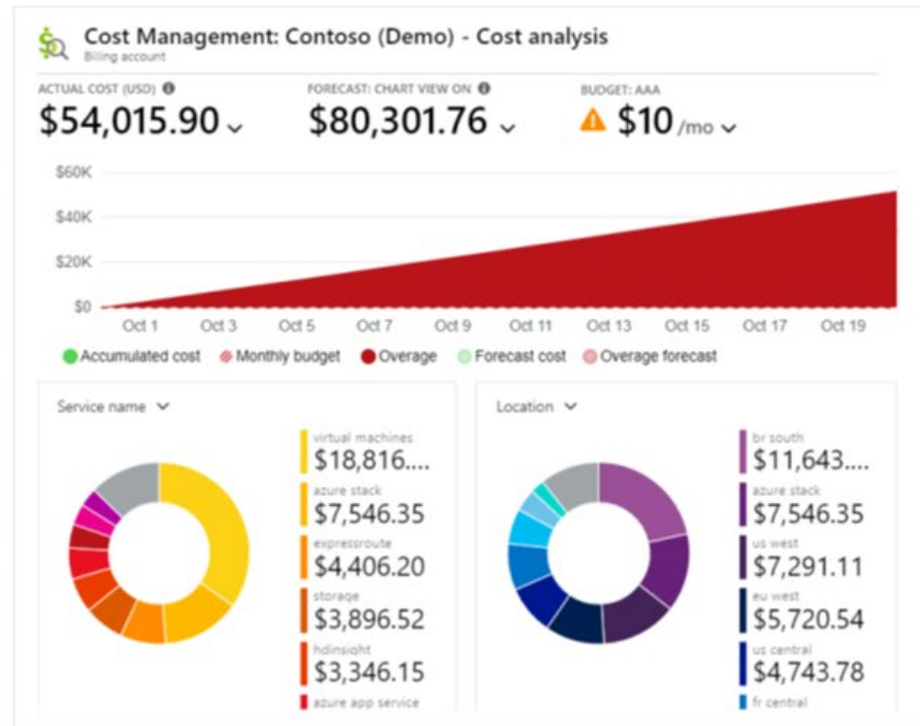 Cost Management: Contoso (Demo) - Cost analysis
Billing account
ACTUAL COST (USD)
FORECAST: CHART VIEW ON
BUDGET: AAA
$54,015.90
$80,301.76
$10 /mo
$60K
$40K
$20K
$0
Oct 1 Oct 3 Oct 5 Oct 7 Oct 9 Oct 11 Oct 13 Oct 15 Oct 17 Oct 19
Accumulated cost Monthly budget Overage Forecast cost Overage forecast
Service name
virtual machines
$18,816....
azure stack
$7,546.35
expressroute
$4,406.20
storage
$3,896.52
hdinsight
$3,346.15
azure app service
Location
br south
$11,643....
azure stack
$7,546.35
us west
$7,291.11
eu west
$5,720.54
us central
$4,743.78
fr central